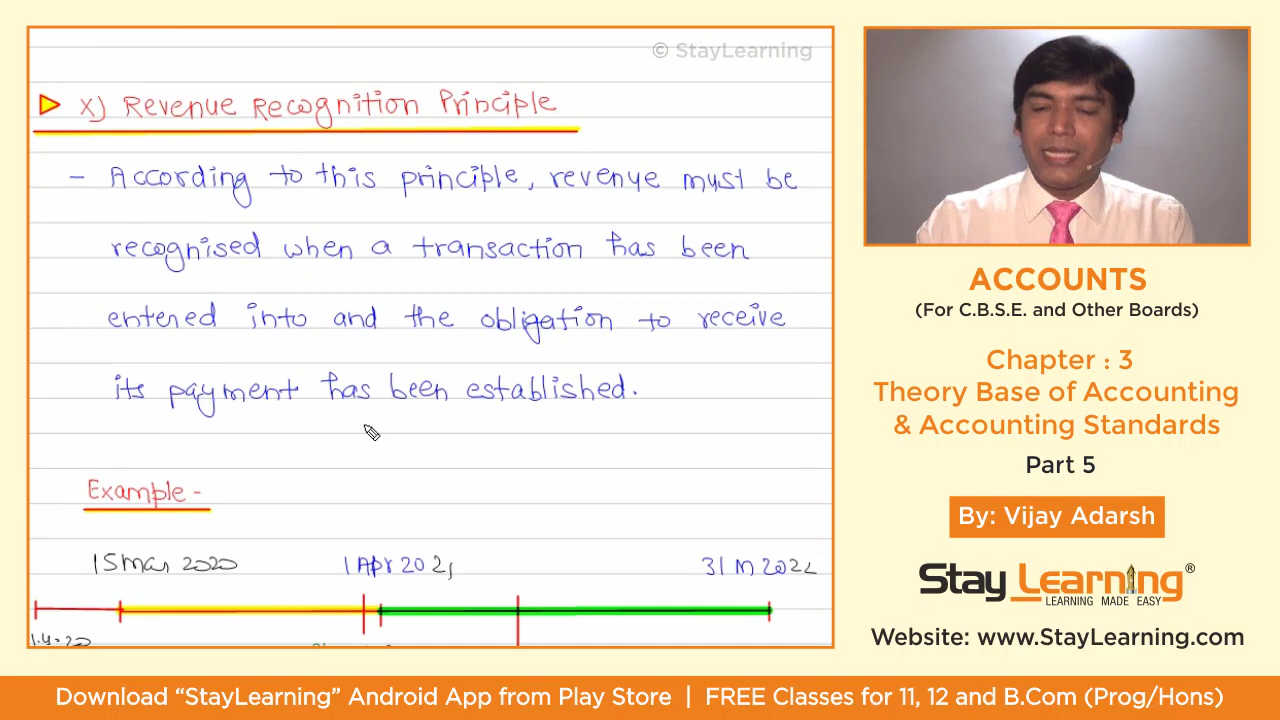 © StayLearning
x) Revenue Recognition Principle
- According to this principle, revenue must be
recognised when a transaction has been
entered into and the obligation to receive
its payment has been established.
Example -
15 Mar 2020 1 Apr 2021 31 M 2022
ACCOUNTS
(For C.B.S.E. and Other Boards)
Chapter : 3
Theory Base of Accounting
& Accounting Standards
Part 5
By: Vijay Adarsh
Stay Learning®
LEARNING MADE EASY
Website: www.StayLearning.com
Download “StayLearning” Android App from Play Store | FREE Classes for 11, 12 and B.Com (Prog/Hons)